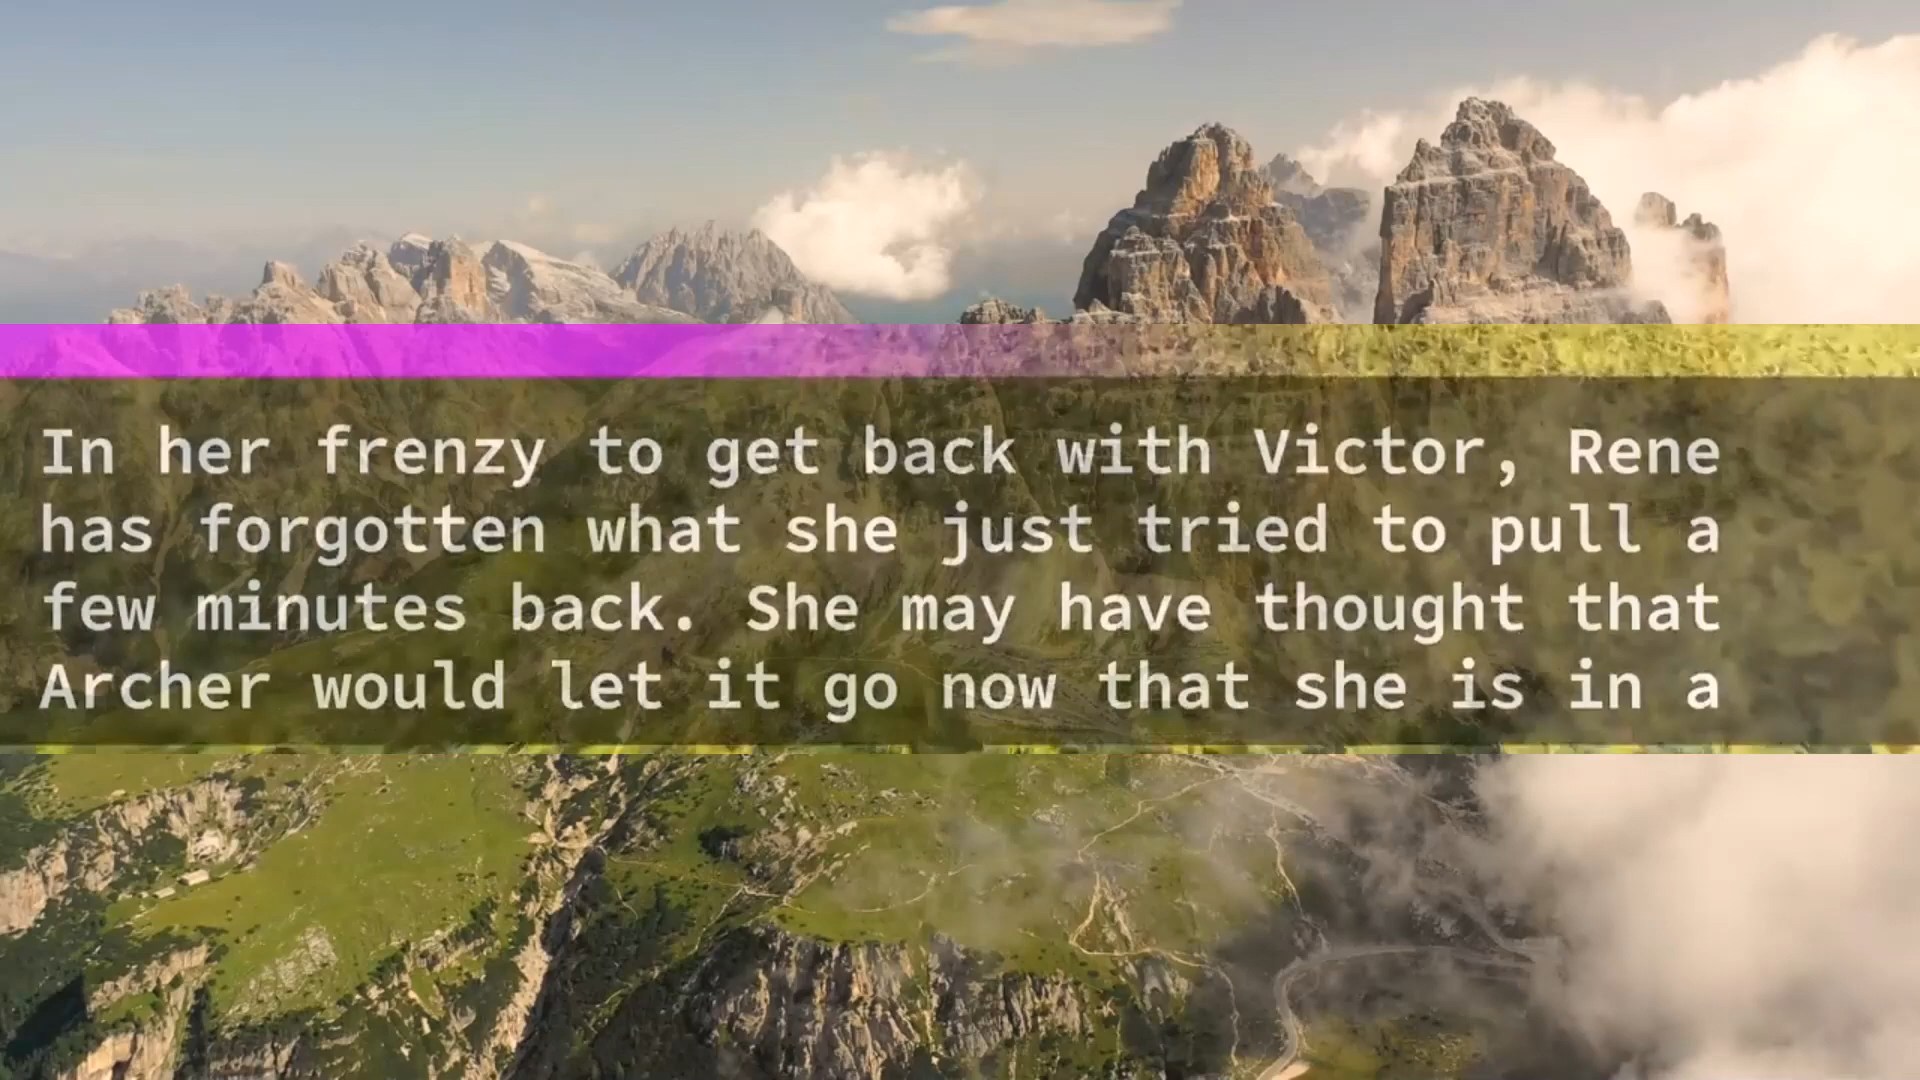 In her frenzy to get back with Victor, Rene
has forgotten what she just tried to pull a
few minutes back. She may have thought that
Archer would let it go now that she is in a